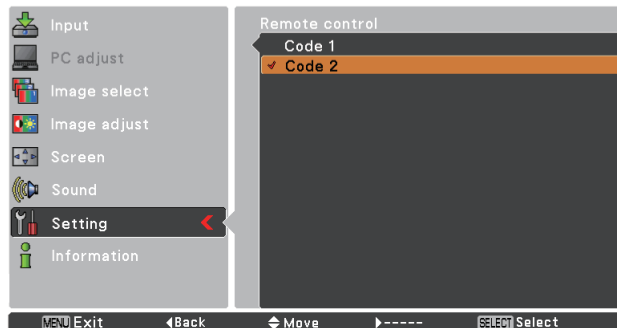 Input
PC adjust
Image select
Image adjust
Screen
Sound
Setting
Information
Remote control
Code 1
Code 2
MENU Exit Back Move ----- SELECT Select